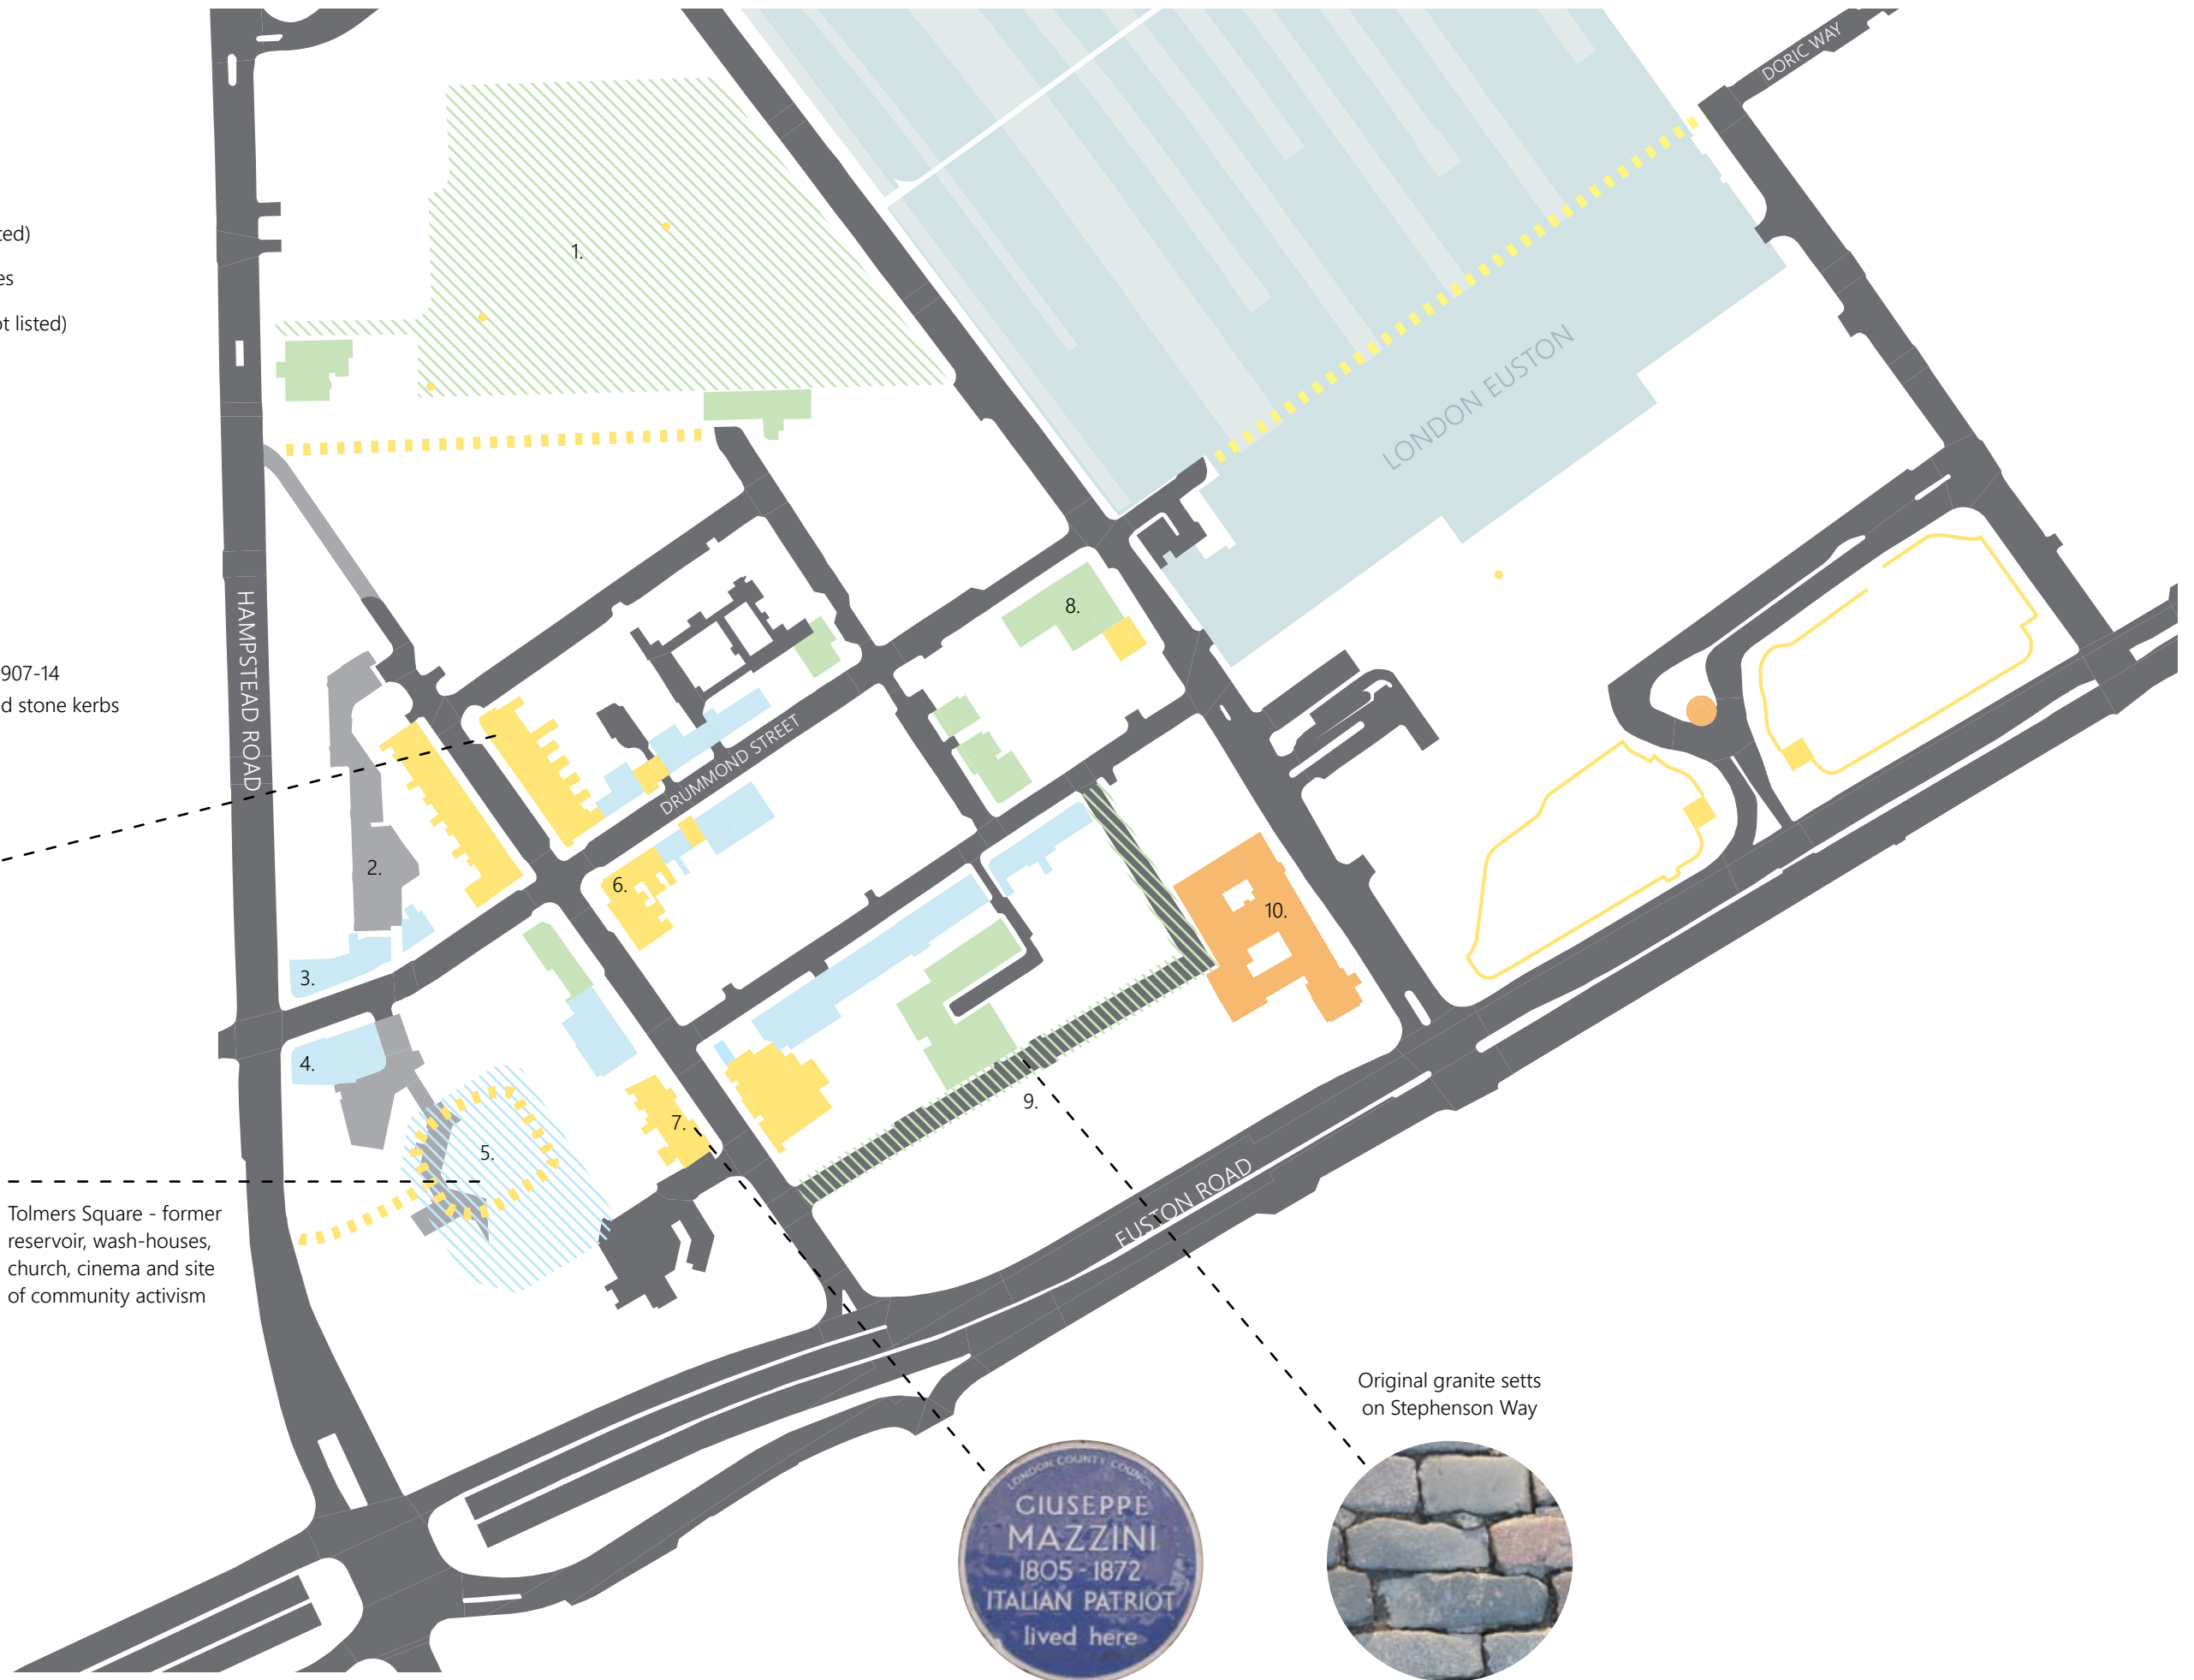 ted)
es
ot listed)
907-14
d stone kerbs
DORIC WAY
1.
LONDON EUSTON
HAMPSTEAD ROAD
8.
DRUMMOND STREET
2.
6.
10.
3.
4.
7.
9.
5.
EUSTON ROAD
Tolmers Square - former
reservoir, wash-houses,
church, cinema and site
of community activism
Original granite setts
on Stephenson Way
LONDON COUNTY COUNCIL
GIUSEPPE
MAZZINI
1805 - 1872
ITALIAN PATRIOT
lived here